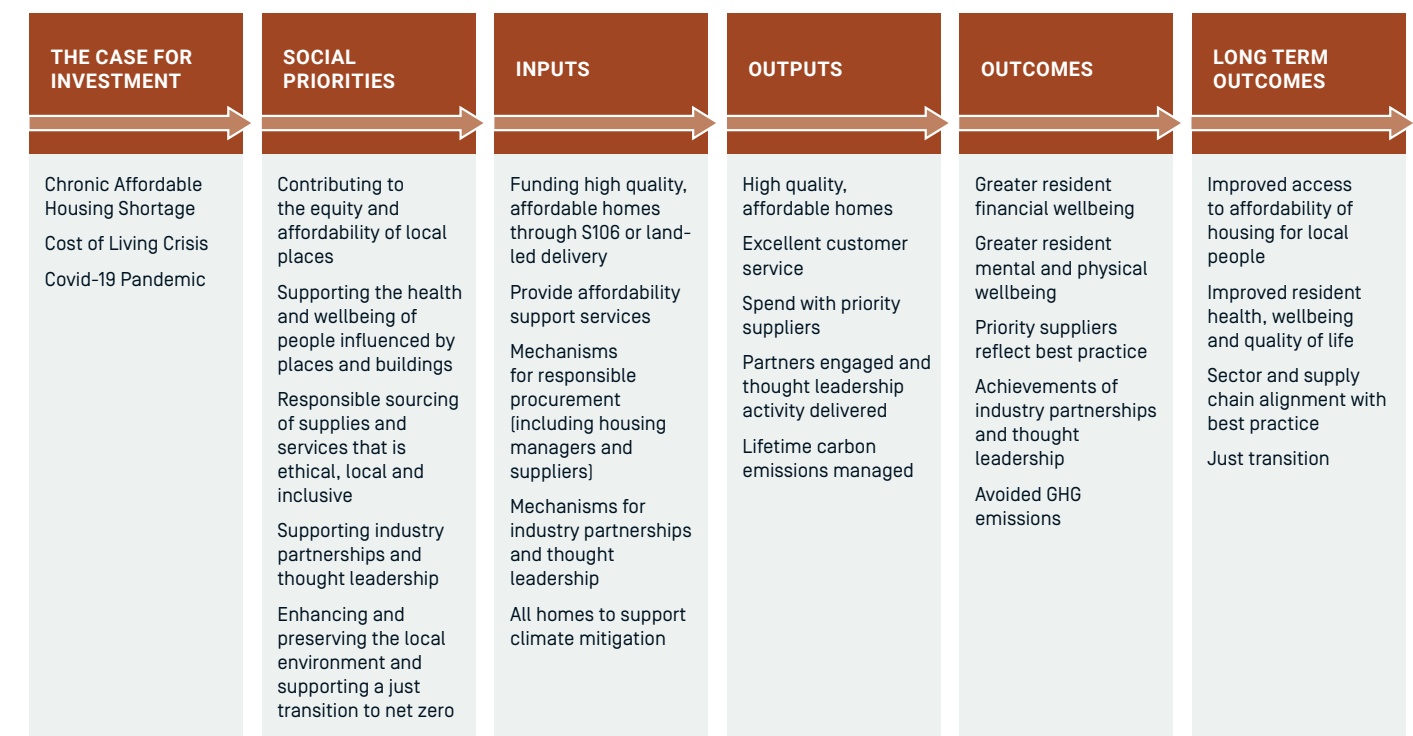 THE CASE FOR
INVESTMENT
Chronic Affordable
Housing Shortage
Cost of Living Crisis
Covid-19 Pandemic
SOCIAL
PRIORITIES
Contributing to
the equity and
affordability of local
places
Supporting the health
and wellbeing of
people influenced by
places and buildings
Responsible sourcing
of supplies and
services that is
ethical, local and
inclusive
Supporting industry
partnerships and
thought leadership
Enhancing and
preserving the local
environment and
supporting a just
transition to net zero
INPUTS
Funding high quality,
affordable homes
through S106 or land-
led delivery
Provide affordability
support services
Mechanisms
for responsible
procurement
(including housing
managers and
suppliers)
Mechanisms for
industry partnerships
and thought
leadership
All homes to support
climate mitigation
OUTPUTS
High quality,
affordable homes
Excellent customer
service
Spend with priority
suppliers
Partners engaged and
thought leadership
activity delivered
Lifetime carbon
emissions managed
OUTCOMES
Greater resident
financial wellbeing
Greater resident
mental and physical
wellbeing
Priority suppliers
reflect best practice
Achievements of
industry partnerships
and thought
leadership
Avoided GHG
emissions
LONG TERM
OUTCOMES
Improved access
to affordability of
housing for local
people
Improved resident
health, wellbeing
and quality of life
Sector and supply
chain alignment with
best practice
Just transition